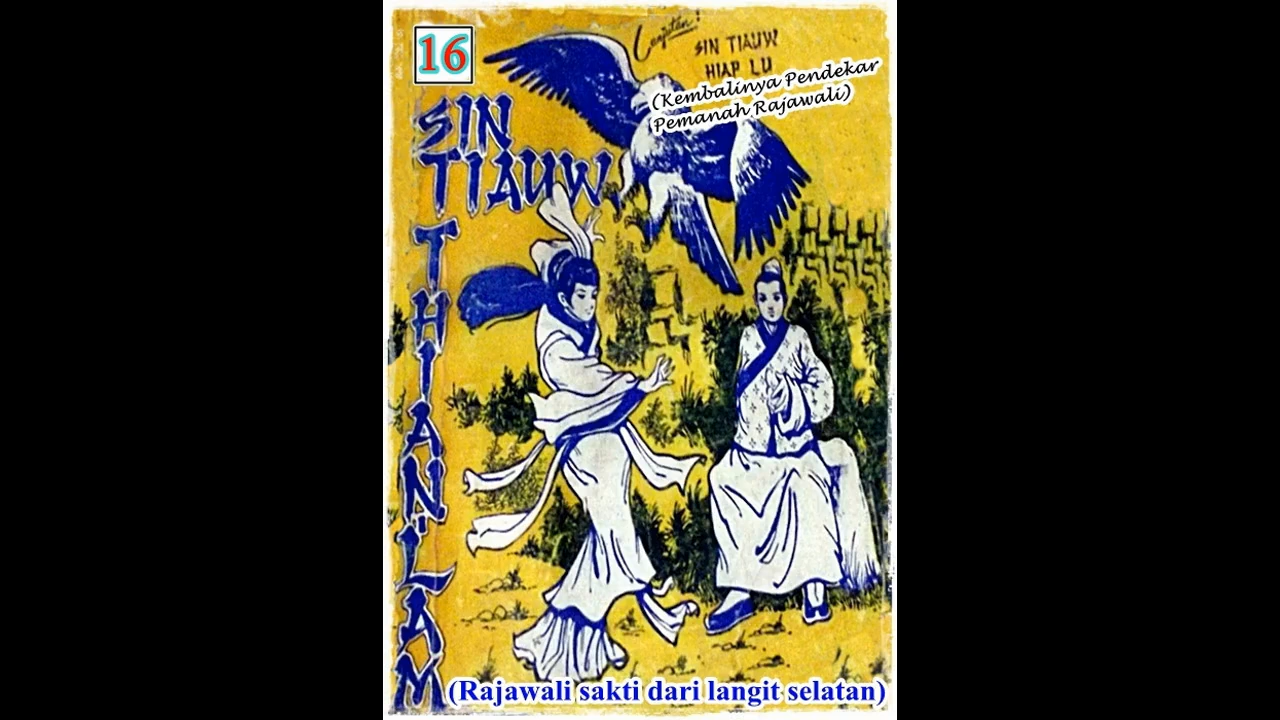 16
Lanjutan!
SIN TIAUW
HIAP LU
(Kembalinya Pendekar
Pemanah Rajawali)
SIN
TIAUW
THIAN LAM
(Rajawali sakti dari langit selatan)